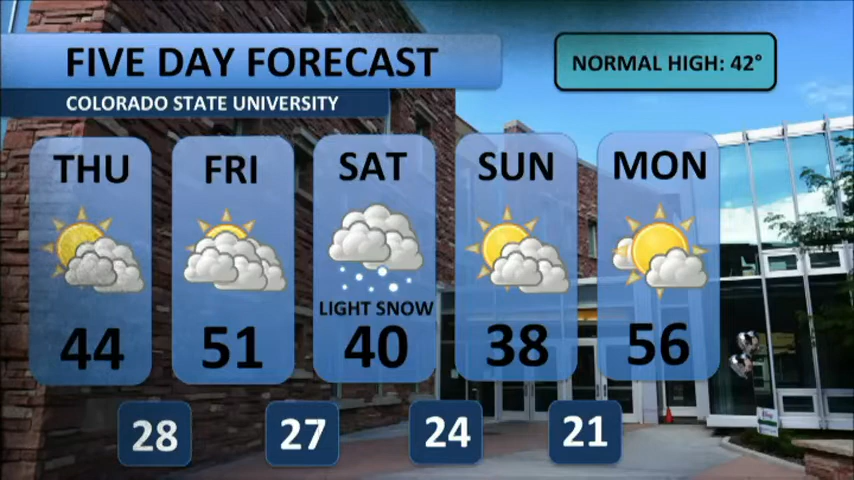 FIVE DAY FORECAST
COLORADO STATE UNIVERSITY
NORMAL HIGH: 42°
THU
FRI
SAT
SUN
MON
LIGHT SNOW
44
51
40
38
56
28
27
24
21